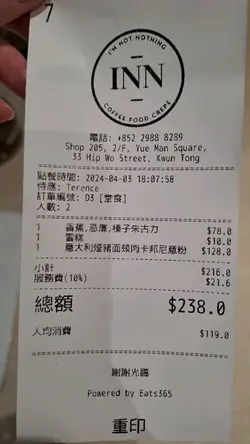 7
I'M NOT NOTHING
INN
COFFEE FOOD CREPE
電話: +852 2988 8289
Shop 205, 2/F, Yue Man Square,
33 Hip Wo Street, Kwun Tong
點餐時間: 2024-04-03 18:07:58
侍應: Terence
訂單編號: D3 [堂食]
人數: 2
1 香蕉,忌廉,榛子朱古力 $78.0
1 雪糕 $10.0
1 意大利煙豬面頰肉卡邦尼意粉 $128.0
小計 $216.0
服務費(10%) $21.6
總額 $238.0
人均消費 $119.0
謝謝光臨
Powered by Eats365
重印